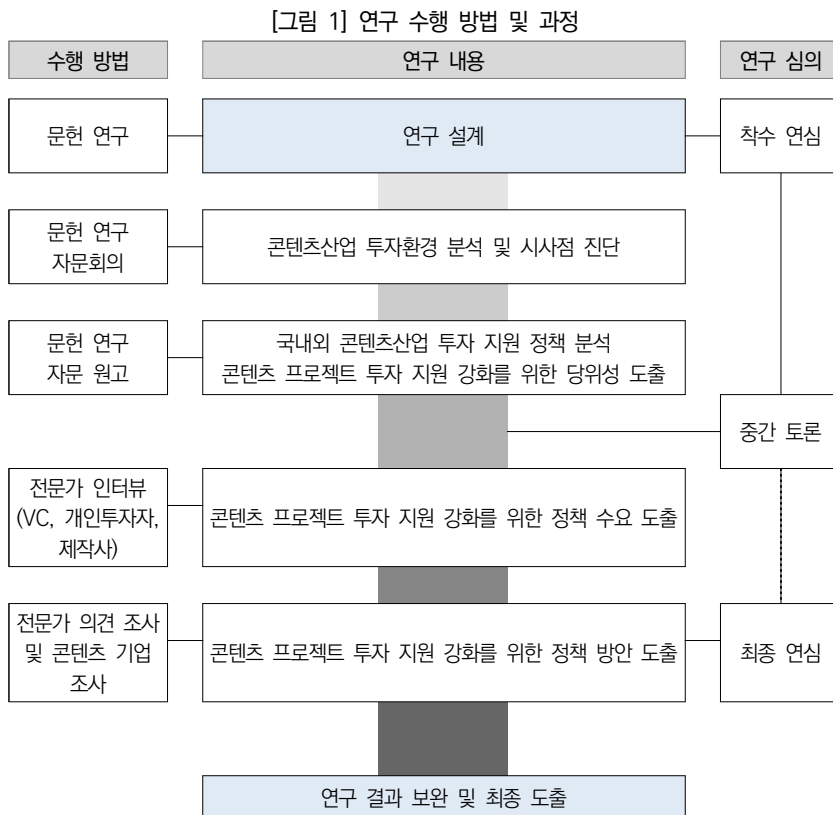 [그림 1] 연구 수행 방법 및 과정
수행 방법
연구 내용
연구 심의
문헌 연구
연구 설계
착수 연심
문헌 연구
자문회의
콘텐츠산업 투자환경 분석 및 시사점 진단
문헌 연구
자문 원고
국내외 콘텐츠산업 투자 지원 정책 분석
콘텐츠 프로젝트 투자 지원 강화를 위한 당위성 도출
중간 토론
전문가 인터뷰
(VC, 개인투자자,
제작사)
콘텐츠 프로젝트 투자 지원 강화를 위한 정책 수요 도출
전문가 의견 조사
및 콘텐츠 기업
조사
콘텐츠 프로젝트 투자 지원 강화를 위한 정책 방안 도출
최종 연심
연구 결과 보완 및 최종 도출